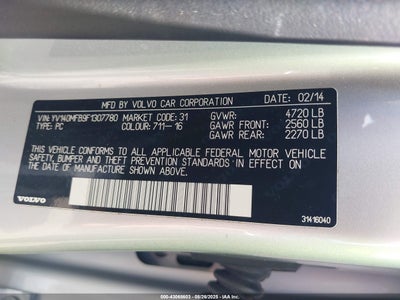 MFD BY VOLVO CAR CORPORATION DATE: 02/14
VIN: YV140MFB9F1307780 MARKET CODE: 31 GVWR: 4720 LB
TYPE: PC COLOUR: 711-16 GAWR FRONT: 2560 LB
GAWR REAR: 2270 LB
THIS VEHICLE CONFORMS TO ALL APPLICABLE FEDERAL MOTOR VEHICLE
SAFETY, BUMPER AND THEFT PREVENTION STANDARDS IN EFFECT ON THE
DATE OF MANUFACTURE SHOWN ABOVE.
VOLVO
31416040